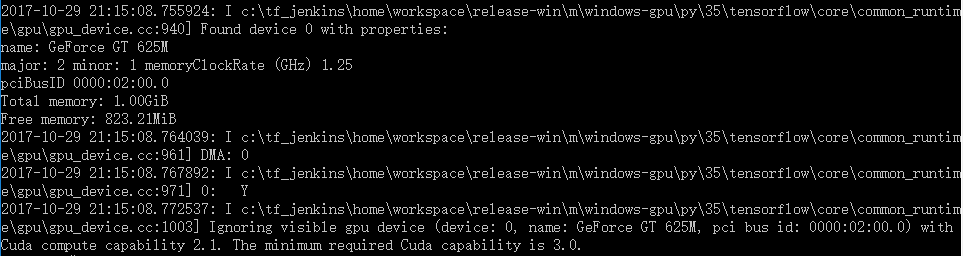 2017-10-29 21:15:08.755924: I c:\tf_jenkins\home\workspace\release-win\m\windows-gpu\py\35\tensorflow\core\common_runtim
e\gpu\gpu_device.cc:940] Found device 0 with properties:
name: GeForce GT 625M
major: 2 minor: 1 memoryClockRate (GHz) 1.25
pciBusID 0000:02:00.0
Total memory: 1.00GiB
Free memory: 823.21MiB
2017-10-29 21:15:08.764039: I c:\tf_jenkins\home\workspace\release-win\m\windows-gpu\py\35\tensorflow\core\common_runtim
e\gpu\gpu_device.cc:961] DMA: 0
2017-10-29 21:15:08.767892: I c:\tf_jenkins\home\workspace\release-win\m\windows-gpu\py\35\tensorflow\core\common_runtim
e\gpu\gpu_device.cc:971] 0:   Y
2017-10-29 21:15:08.772537: I c:\tf_jenkins\home\workspace\release-win\m\windows-gpu\py\35\tensorflow\core\common_runtim
e\gpu\gpu_device.cc:1003] Ignoring visible gpu device (device: 0, name: GeForce GT 625M, pci bus id: 0000:02:00.0) with
Cuda compute capability 2.1. The minimum required Cuda capability is 3.0.